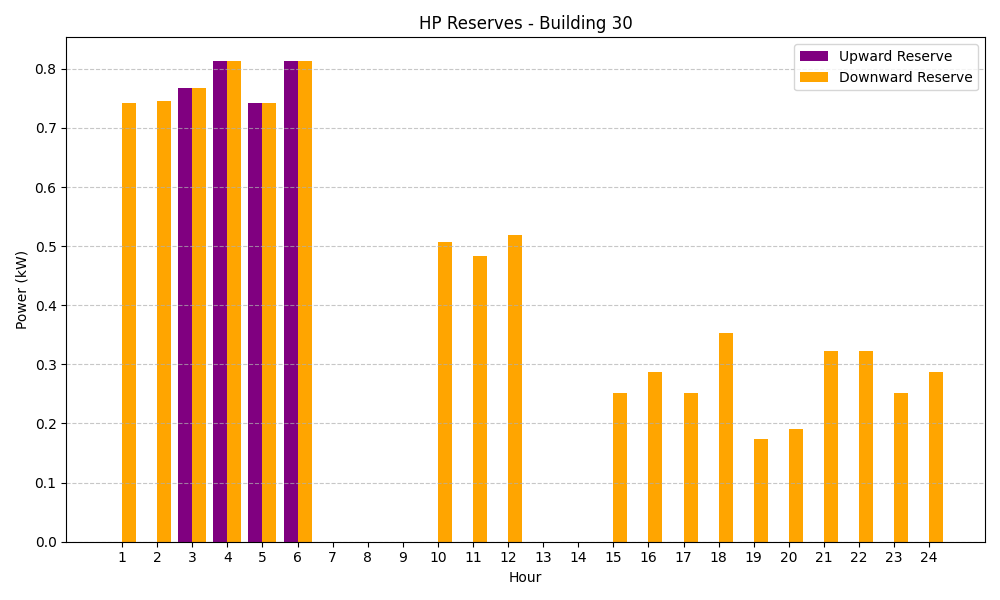 HP Reserves - Building 30
Upward Reserve
Downward Reserve
Power (kW)
0.8
0.7
0.6
0.5
0.4
0.3
0.2
0.1
0.0
1 2 3 4 5 6 7 8 9 10 11 12 13 14 15 16 17 18 19 20 21 22 23 24
Hour